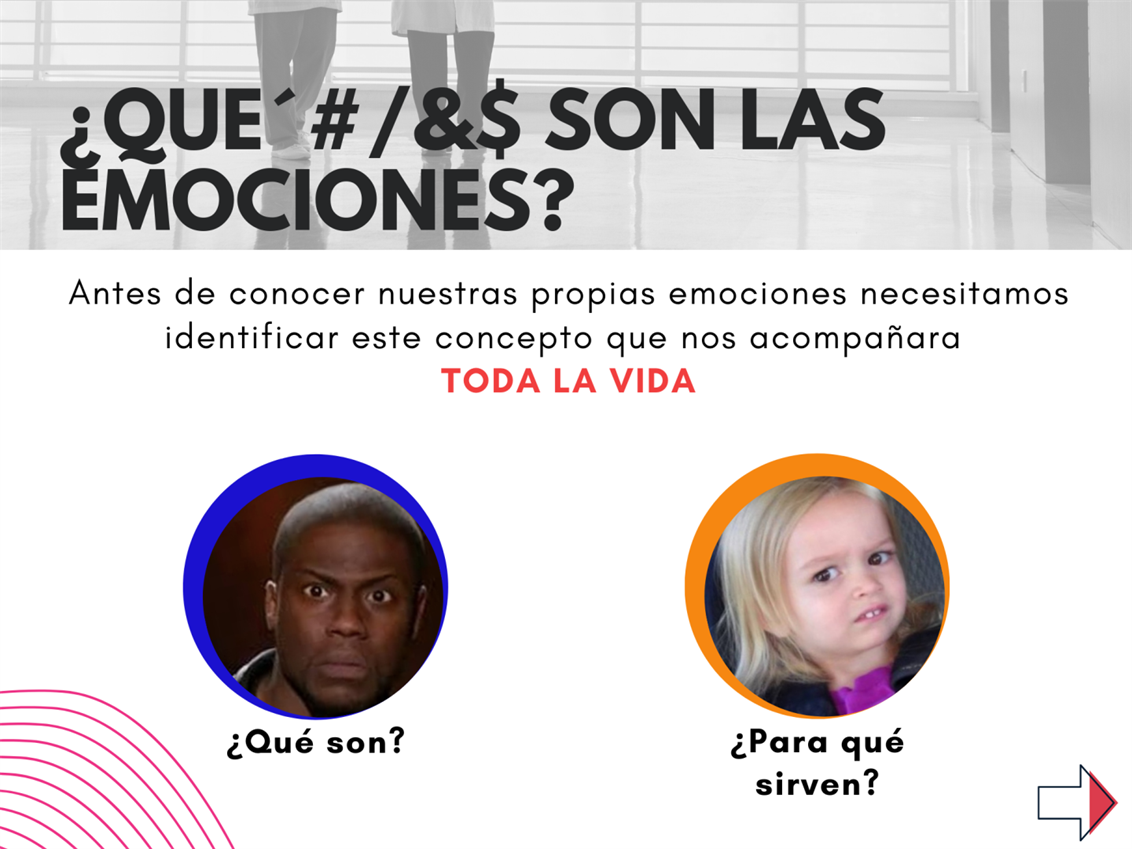 ¿QUE´#/&$ SON LAS
EMOCIONES?
Antes de conocer nuestras propias emociones necesitamos
identificar este concepto que nos acompañara
TODA LA VIDA
¿Qué son?
¿Para qué
sirven?